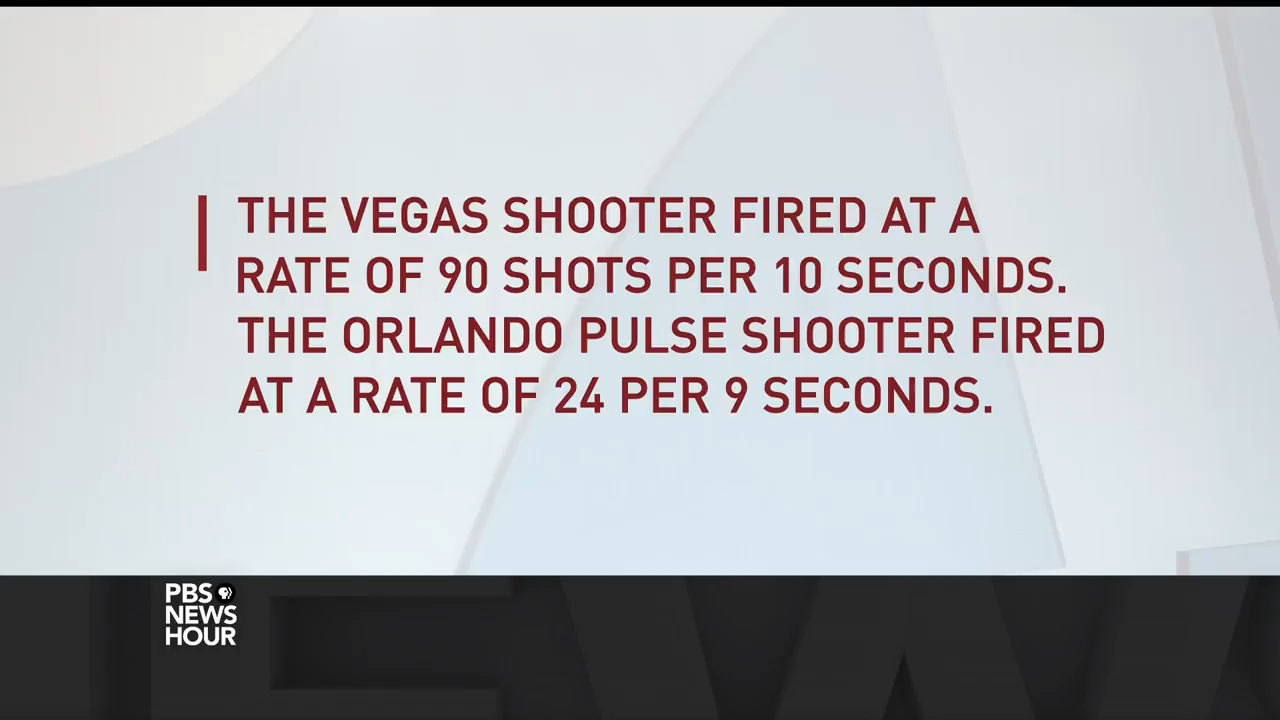 THE VEGAS SHOOTER FIRED AT A
RATE OF 90 SHOTS PER 10 SECONDS.
THE ORLANDO PULSE SHOOTER FIRED
AT A RATE OF 24 PER 9 SECONDS.
PBS
NEWS
HOUR